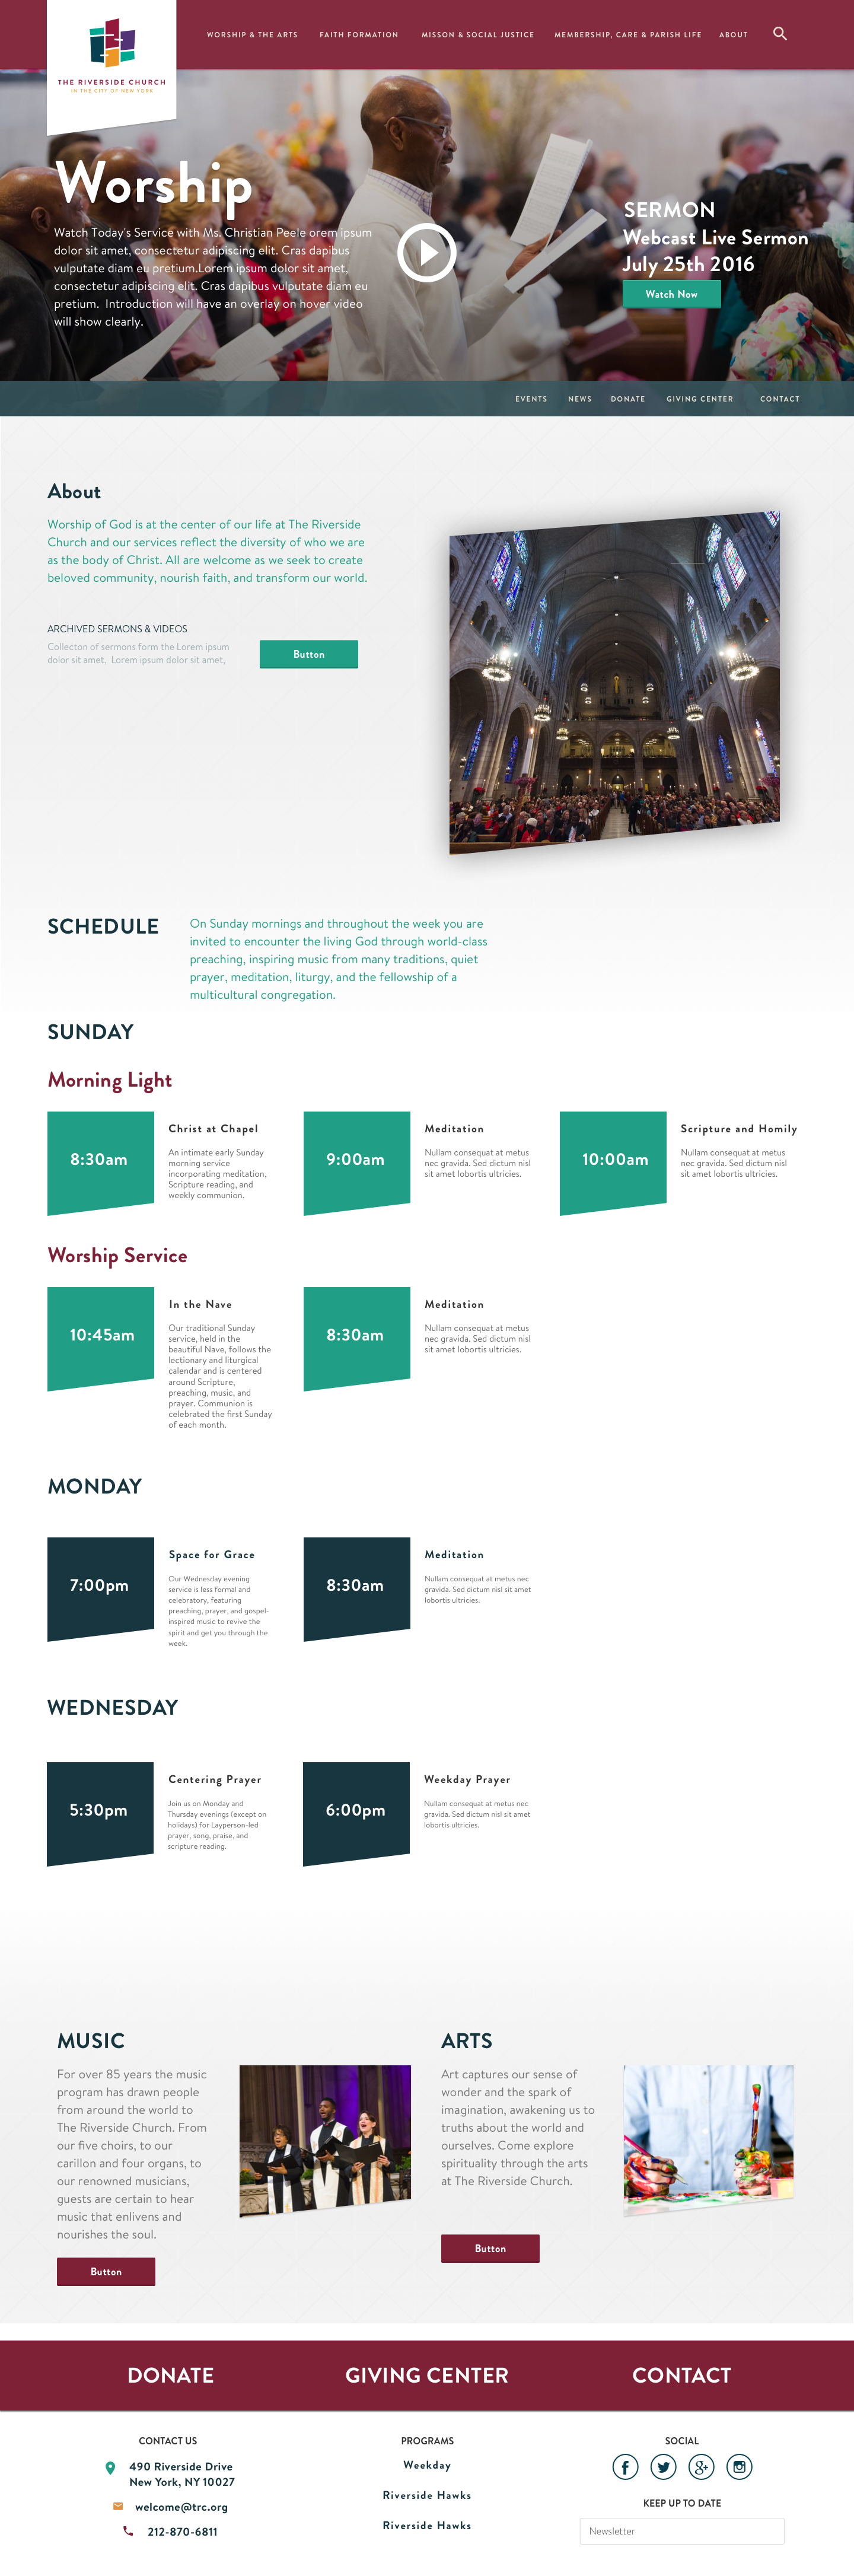 WORSHIP & THE ARTS FAITH FORMATION MISSON & SOCIAL JUSTICE MEMBERSHIP, CARE & PARISH LIFE ABOUT
THE RIVERSIDE CHURCH
IN THE CITY OF NEW YORK
Worship
Watch Today's Service with Ms. Christian Peele orem ipsum
dolor sit amet, consectetur adipiscing elit. Cras dapibus
vulputate diam eu pretium.Lorem ipsum dolor sit amet,
consectetur adipiscing elit. Cras dapibus vulputate diam eu
pretium. Introduction will have an overlay on hover video
will show clearly.
SERMON
Webcast Live Sermon
July 25th 2016
Watch Now
EVENTS NEWS DONATE GIVING CENTER CONTACT
About
Worship of God is at the center of our life at The Riverside
Church and our services reflect the diversity of who we are
as the body of Christ. All are welcome as we seek to create
beloved community, nourish faith, and transform our world.
ARCHIVED SERMONS & VIDEOS
Collecton of sermons form the Lorem ipsum
dolor sit amet, Lorem ipsum dolor sit amet,
Button
SCHEDULE
On Sunday mornings and throughout the week you are
invited to encounter the living God through world-class
preaching, inspiring music from many traditions, quiet
prayer, meditation, liturgy, and the fellowship of a
multicultural congregation.
SUNDAY
Morning Light
8:30am
Christ at Chapel
An intimate early Sunday
morning service
incorporating meditation,
Scripture reading, and
weekly communion.
9:00am
Meditation
Nullam consequat at metus
nec gravida. Sed dictum nisl
sit amet lobortis ultricies.
10:00am
Scripture and Homily
Nullam consequat at metus
nec gravida. Sed dictum nisl
sit amet lobortis ultricies.
Worship Service
10:45am
In the Nave
Our traditional Sunday
service, held in the
beautiful Nave, follows the
lectionary and liturgical
calendar and is centered
around Scripture,
preaching, music, and
prayer. Communion is
celebrated the first Sunday
of each month.
8:30am
Meditation
Nullam consequat at metus
nec gravida. Sed dictum nisl
sit amet lobortis ultricies.
MONDAY
7:00pm
Space for Grace
Our Wednesday evening
service is less formal and
celebratory, featuring
preaching, prayer, and gospel-
inspired music to revive the
spirit and get you through the
week.
8:30am
Meditation
Nullam consequat at metus nec
gravida. Sed dictum nisl sit amet
lobortis ultricies.
WEDNESDAY
5:30pm
Centering Prayer
Join us on Monday and
Thursday evenings (except on
holidays) for Layperson-led
prayer, song, praise, and
scripture reading.
6:00pm
Weekday Prayer
Nullam consequat at metus nec
gravida. Sed dictum nisl sit amet
lobortis ultricies.
MUSIC
For over 85 years the music
program has drawn people
from around the world to
The Riverside Church. From
our five choirs, to our
carillon and four organs, to
our renowned musicians,
guests are certain to hear
music that enlivens and
nourishes the soul.
Button
ARTS
Art captures our sense of
wonder and the spark of
imagination, awakening us to
truths about the world and
ourselves. Come explore
spirituality through the arts
at The Riverside Church.
Button
DONATE GIVING CENTER CONTACT
CONTACT US
490 Riverside Drive
New York, NY 10027
welcome@trc.org
212-870-6811
PROGRAMS
Weekday
Riverside Hawks
Riverside Hawks
SOCIAL
KEEP UP TO DATE
Newsletter